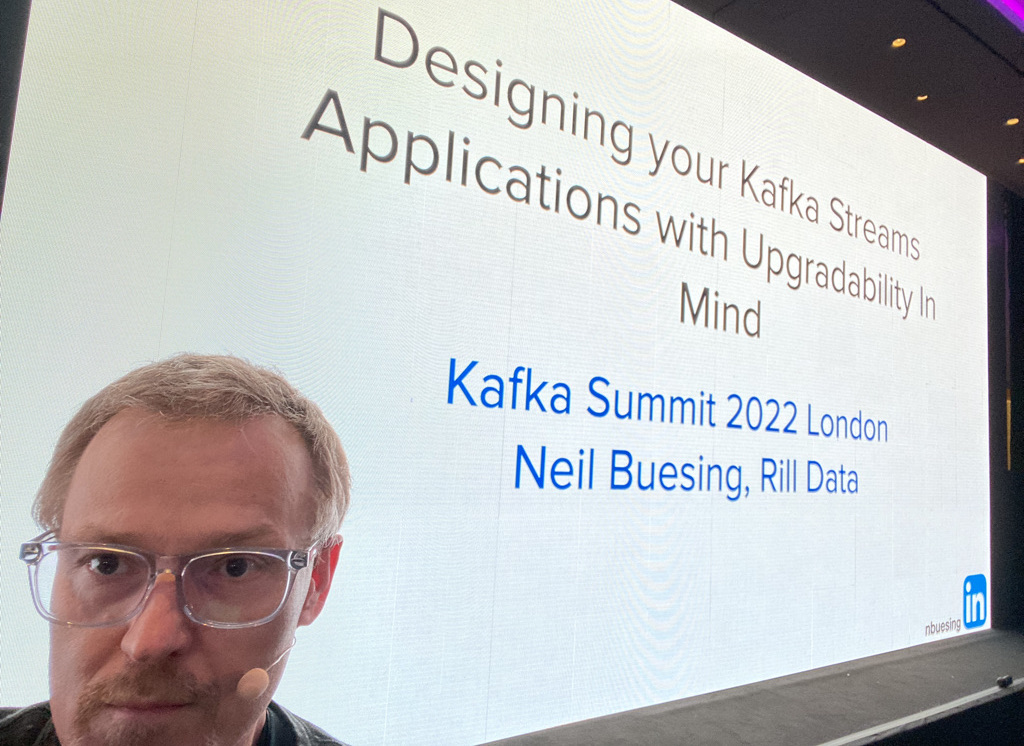 Designing your Kafka Streams
Applications with Upgradability In
Mind
Kafka Summit 2022 London
Neil Buesing, Rill Data
nbuesing in